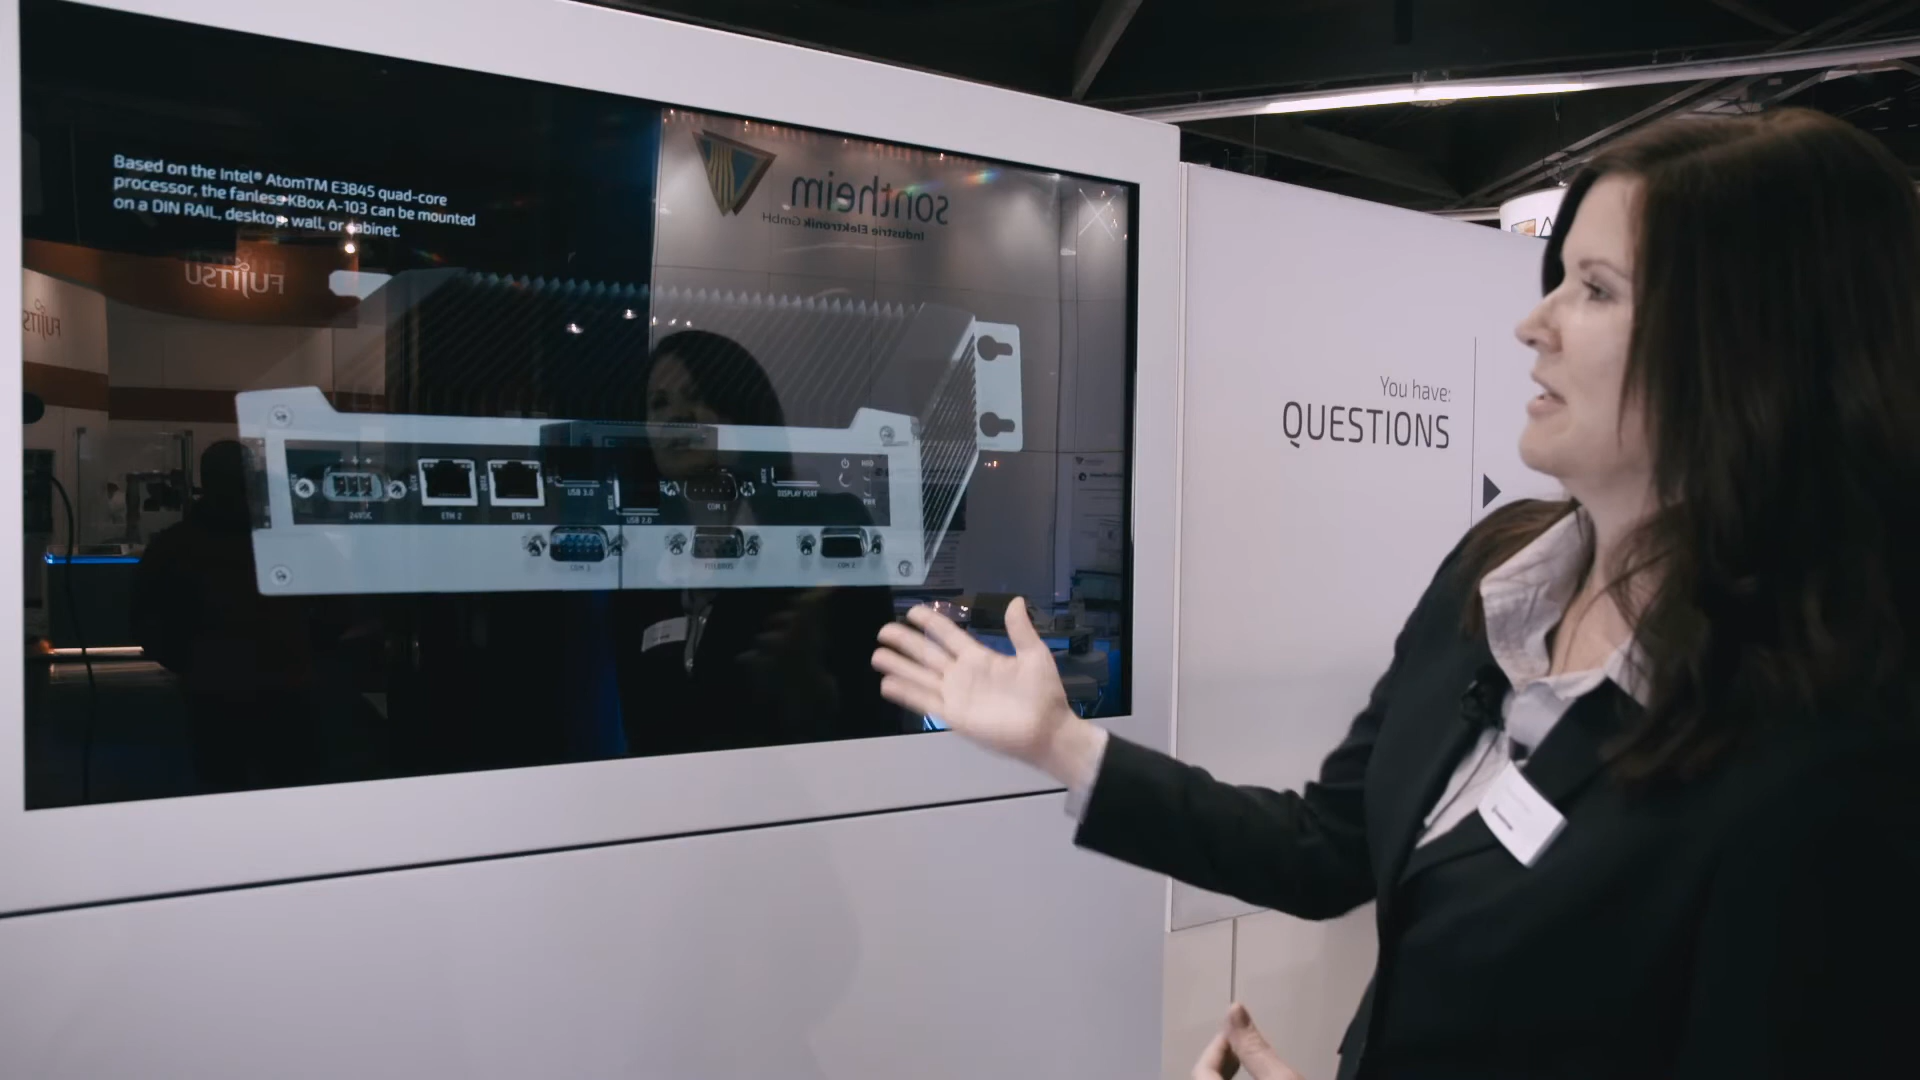 Based on the Intel® AtomTM E3845 quad-core
processor, the fanless KBox A-103 can be mounted
on a DIN RAIL, desktop, wall, or cabinet.
sontheim
Industrie Elektronik GmbH
FUJITSU
FUJITS
24VDC
ETH 2
ETH 1
USB 3.0
USB 2.0
COM 1
DISPLAY PORT
COM 3
FIELDBUS
COM 2
You have:
QUESTIONS